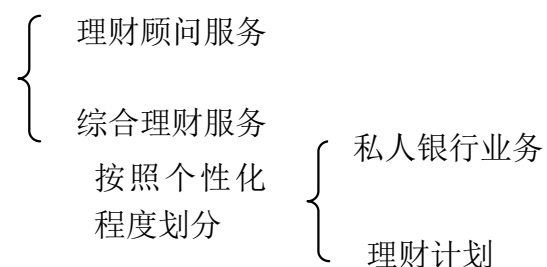 理财顾问服务
综合理财服务
按照个性化
程度划分
私人银行业务
理财计划